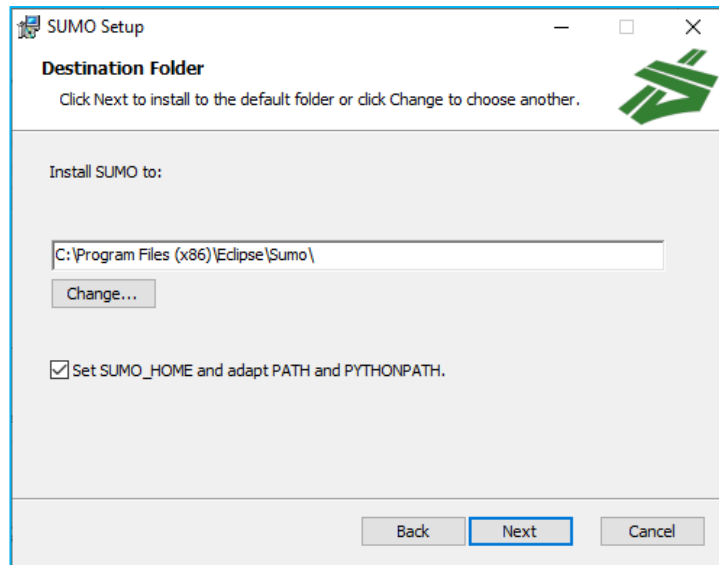 SUMO Setup
Destination Folder
Click Next to install to the default folder or click Change to choose another.
Install SUMO to:
C:\Program Files (x86)\Eclipse\Sumo\
Change...
Set SUMO_HOME and adapt PATH and PYTHONPATH.
Back Next Cancel